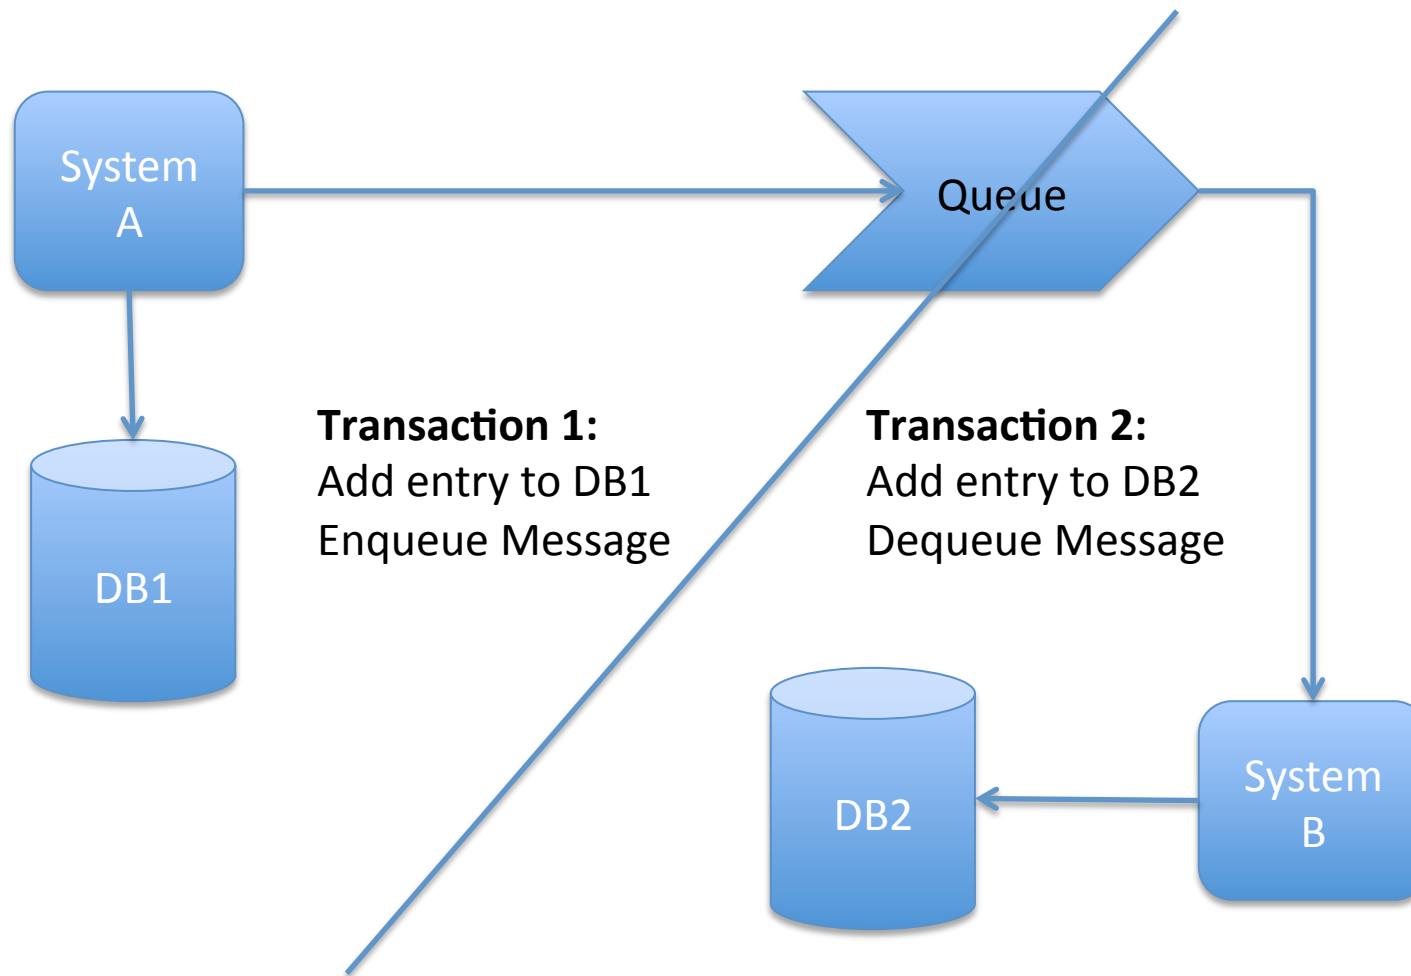 System
A
Queue
Transaction 1:
Add entry to DB1
Enqueue Message
Transaction 2:
Add entry to DB2
Dequeue Message
DB1
DB2
System
B